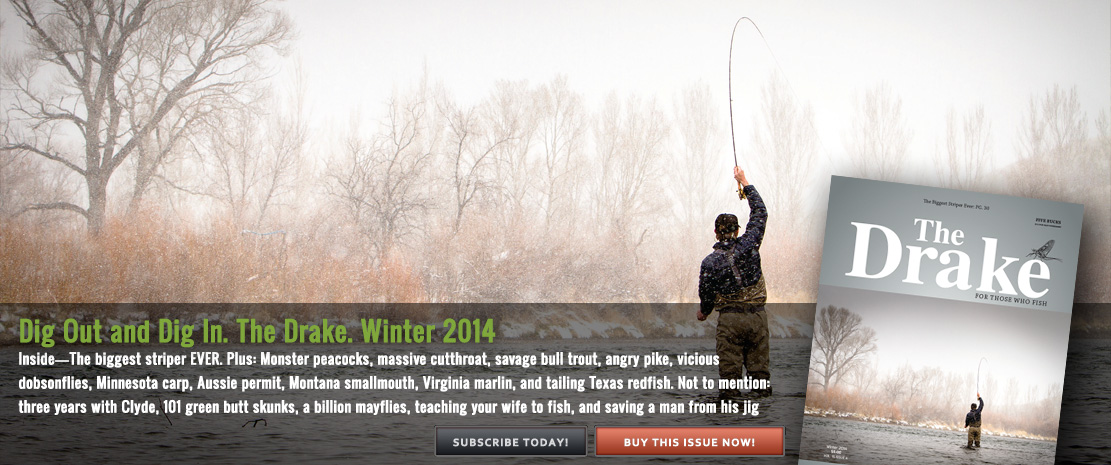 Dig Out and Dig In. The Drake. Winter 2014
Inside—The biggest striper EVER. Plus: Monster peacocks, massive cutthroat, savage bull trout, angry pike, vicious
dobsonflies, Minnesota carp, Aussie permit, Montana smallmouth, Virginia marlin, and tailing Texas redfish. Not to mention:
three years with Clyde, 101 green butt skunks, a billion mayflies, teaching your wife to fish, and saving a man from his jig
SUBSCRIBE TODAY!
BUY THIS ISSUE NOW!
The Biggest Striper Ever: PG. 50
FIVE BUCKS
The
Drake
FOR THOSE WHO FISH